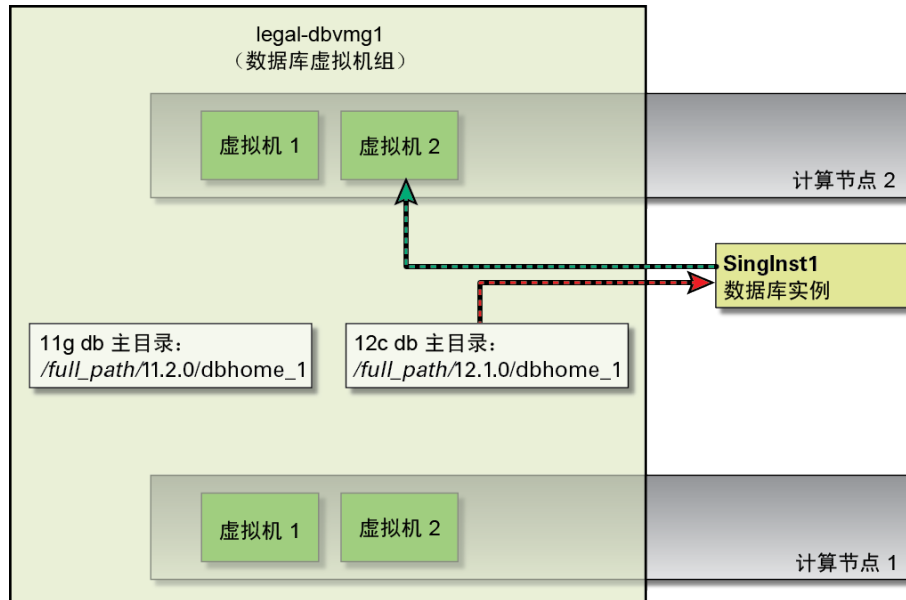 legal-dbvmg1
（数据库虚拟机组）
虚拟机 1
虚拟机 2
计算节点 2
SingInst1
数据库实例
11g db 主目录：
/full_path/11.2.0/dbhome_1
12c db 主目录：
/full_path/12.1.0/dbhome_1
虚拟机 1
虚拟机 2
计算节点 1